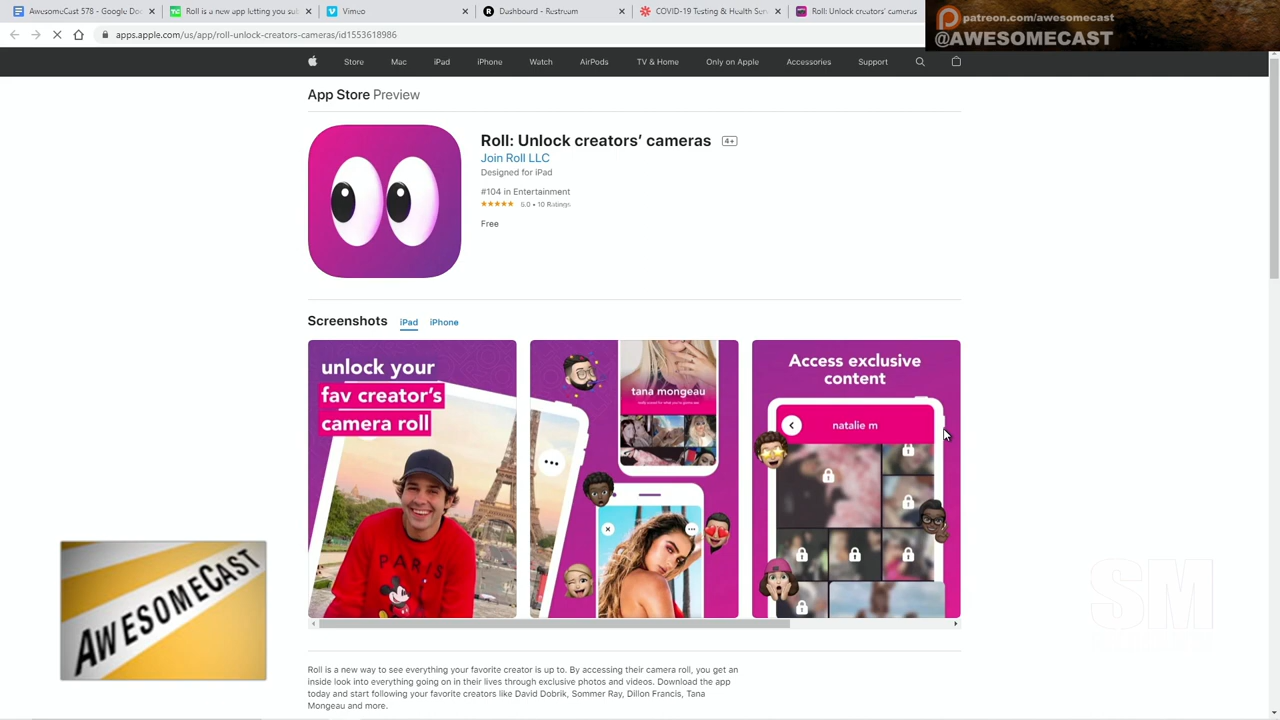 AwesomeCast 578 - Google Doc
Roll is a new app letting you sub
Vimeo
Dashboard - Restream
COVID-19 Testing & Health Ser
Roll: Unlock creators' cameras
patreon.com/awesomecast
@AWESOMECAST
apps.apple.com/us/app/roll-unlock-creators-cameras/id1553618986
Store Mac iPad iPhone Watch AirPods TV & Home Only on Apple Accessories Support
App Store Preview
Roll: Unlock creators’ cameras 4+
Join Roll LLC
Designed for iPad
#104 in Entertainment
5.0 • 10 Ratings
Free
Screenshots iPad iPhone
unlock your
fav creator's
camera roll
PARIS
tana mongeau
Access exclusive
content
natalie m
AWESOMECAST
SM
Roll is a new way to see everything your favorite creator is up to. By accessing their camera roll, you get an
inside look into everything going on in their lives through exclusive photos and videos. Download the app
today and start following your favorite creators like David Dobrik, Sommer Ray, Dillon Francis, Tana
Mongeau and more.